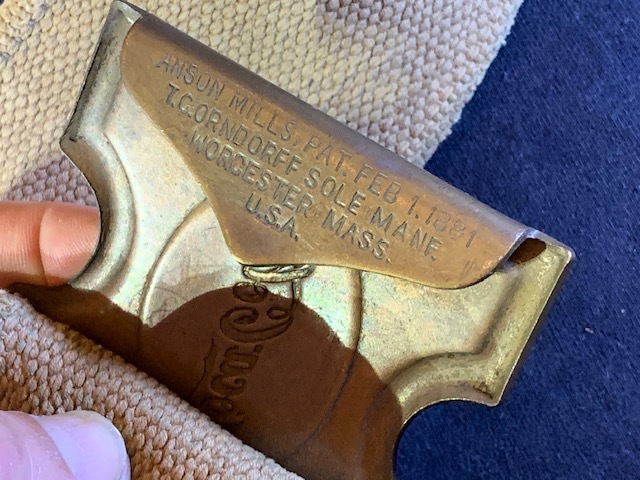 ANSON MILLS, PAT. FEB 1. 1881
T.C. ORNDORFF SOLE MANF.
WORCESTER MASS.
U.S.A.